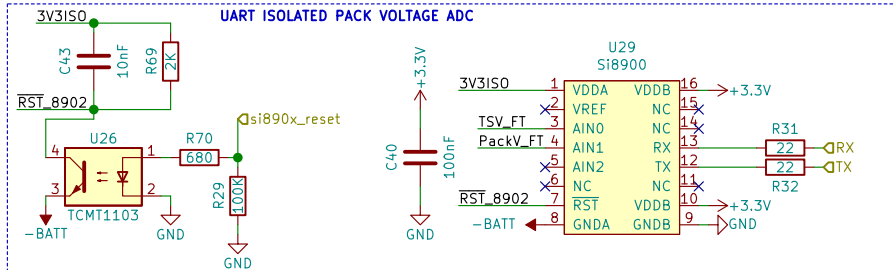 UART ISOLATED PACK VOLTAGE ADC
3V3ISO
C43
10nF
R69
2K
RST_8902
U26
4
1
3
2
TCMT1103
-BATT
GND
R70
680
si890x_reset
R29
100K
GND
+3.3V
C40
100nF
GND
U29
Si8900
3V3ISO 1 VDDA VDDB 16 +3.3V
2 VREF NC 15
TSV_FT 3 AIN0 NC 14
PackV_FT 4 AIN1 RX 13
5 AIN2 TX 12
6 NC NC 11
RST_8902 7 RST VDDB 10 +3.3V
-BATT 8 GNDA GNDB 9 GND
R31
22
RX
22
TX
R32